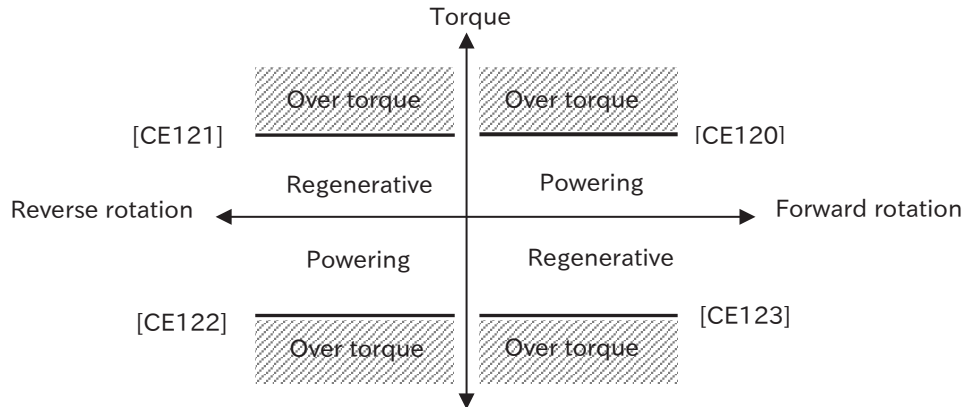 Torque
Over torque
Over torque
[CE121]
[CE120]
Regenerative
Powering
Reverse rotation
Forward rotation
Powering
Regenerative
[CE122]
[CE123]
Over torque
Over torque